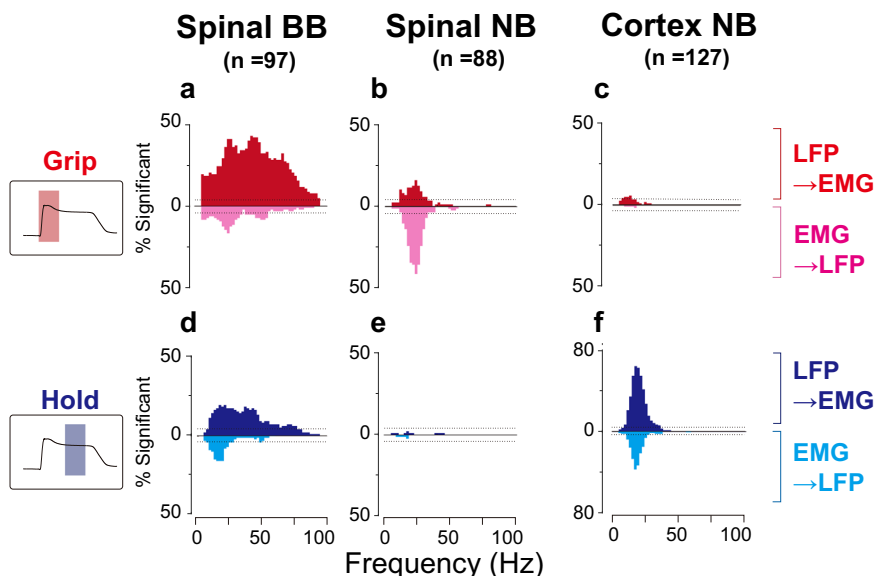 Spinal BB Spinal NB Cortex NB
(n =97) (n =88) (n =127)
a b c
Grip
% Significant
50
0
50
50
0
50
50
0
50
LFP
→EMG
EMG
→LFP
d e f
Hold
% Significant
50
0
50
50
0
50
80
40
0
40
80
LFP
→EMG
EMG
→LFP
0 50 100 0 50 100 0 50 100
Frequency (Hz)